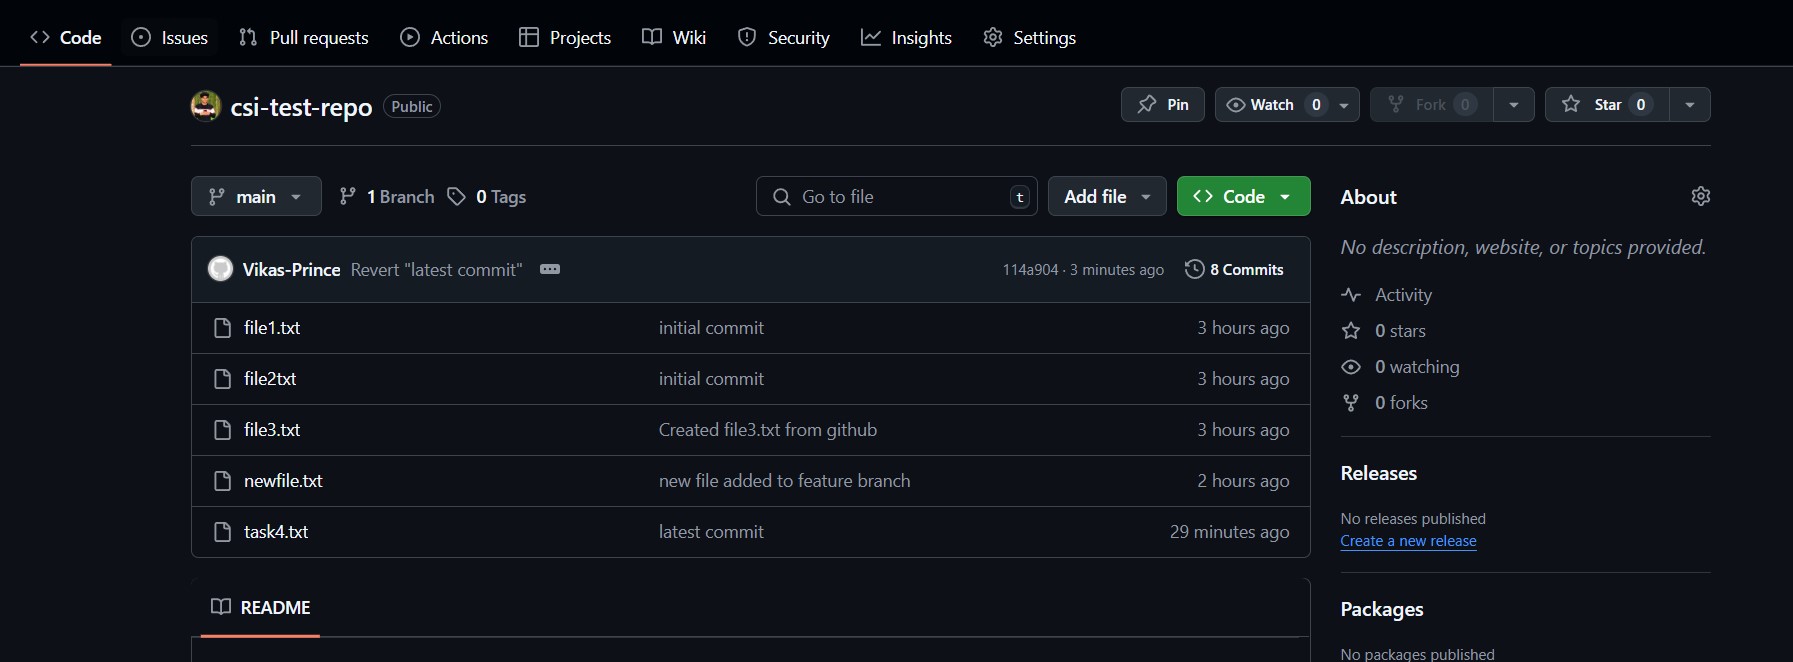 Code Issues Pull requests Actions Projects Wiki Security Insights Settings
csi-test-repo Public Pin Watch 0 Fork 0 Star 0
main 1 Branch 0 Tags Go to file t Add file Code
Vikas-Prince Revert "latest commit" 114a904 · 3 minutes ago 8 Commits
file1.txt initial commit 3 hours ago
file2txt initial commit 3 hours ago
file3.txt Created file3.txt from github 3 hours ago
newfile.txt new file added to feature branch 2 hours ago
task4.txt latest commit 29 minutes ago
README
About
No description, website, or topics provided.
Activity
0 stars
0 watching
0 forks
Releases
No releases published
Create a new release
Packages
No packages published